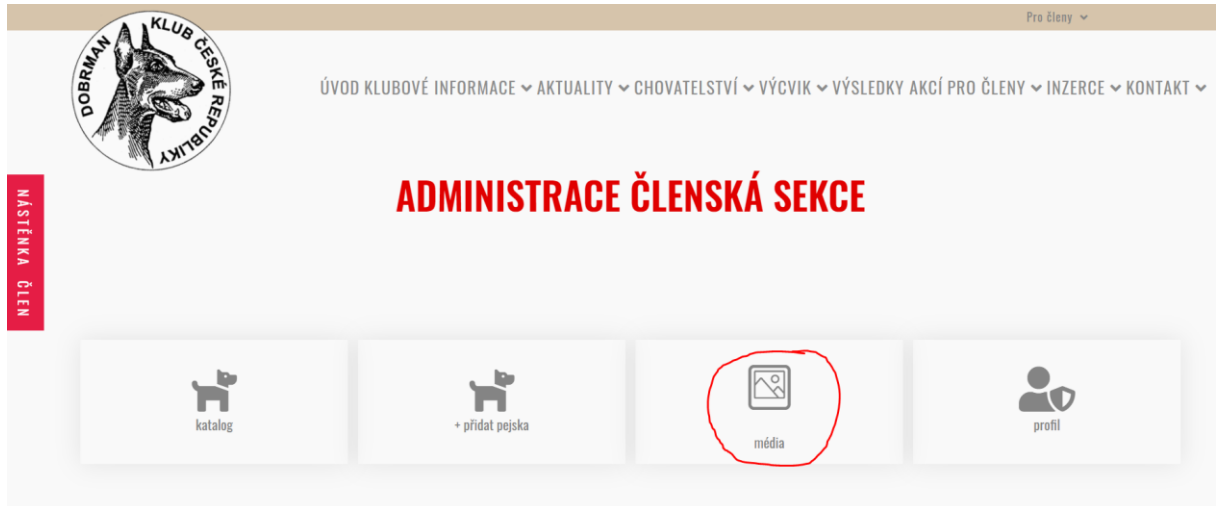 Pro členy
DOBRMAN KLUB ČESKÉ REPUBLIKY
ÚVOD KLUBOVÉ INFORMACE AKTUALITY CHOVATELSTVÍ VÝCVIK VÝSLEDKY AKCÍ PRO ČLENY INZERCE KONTAKT
ADMINISTRACE ČLENSKÁ SEKCE
NÁSTĚNKA ČLEN
katalog
+ přidat pejska
média
profil